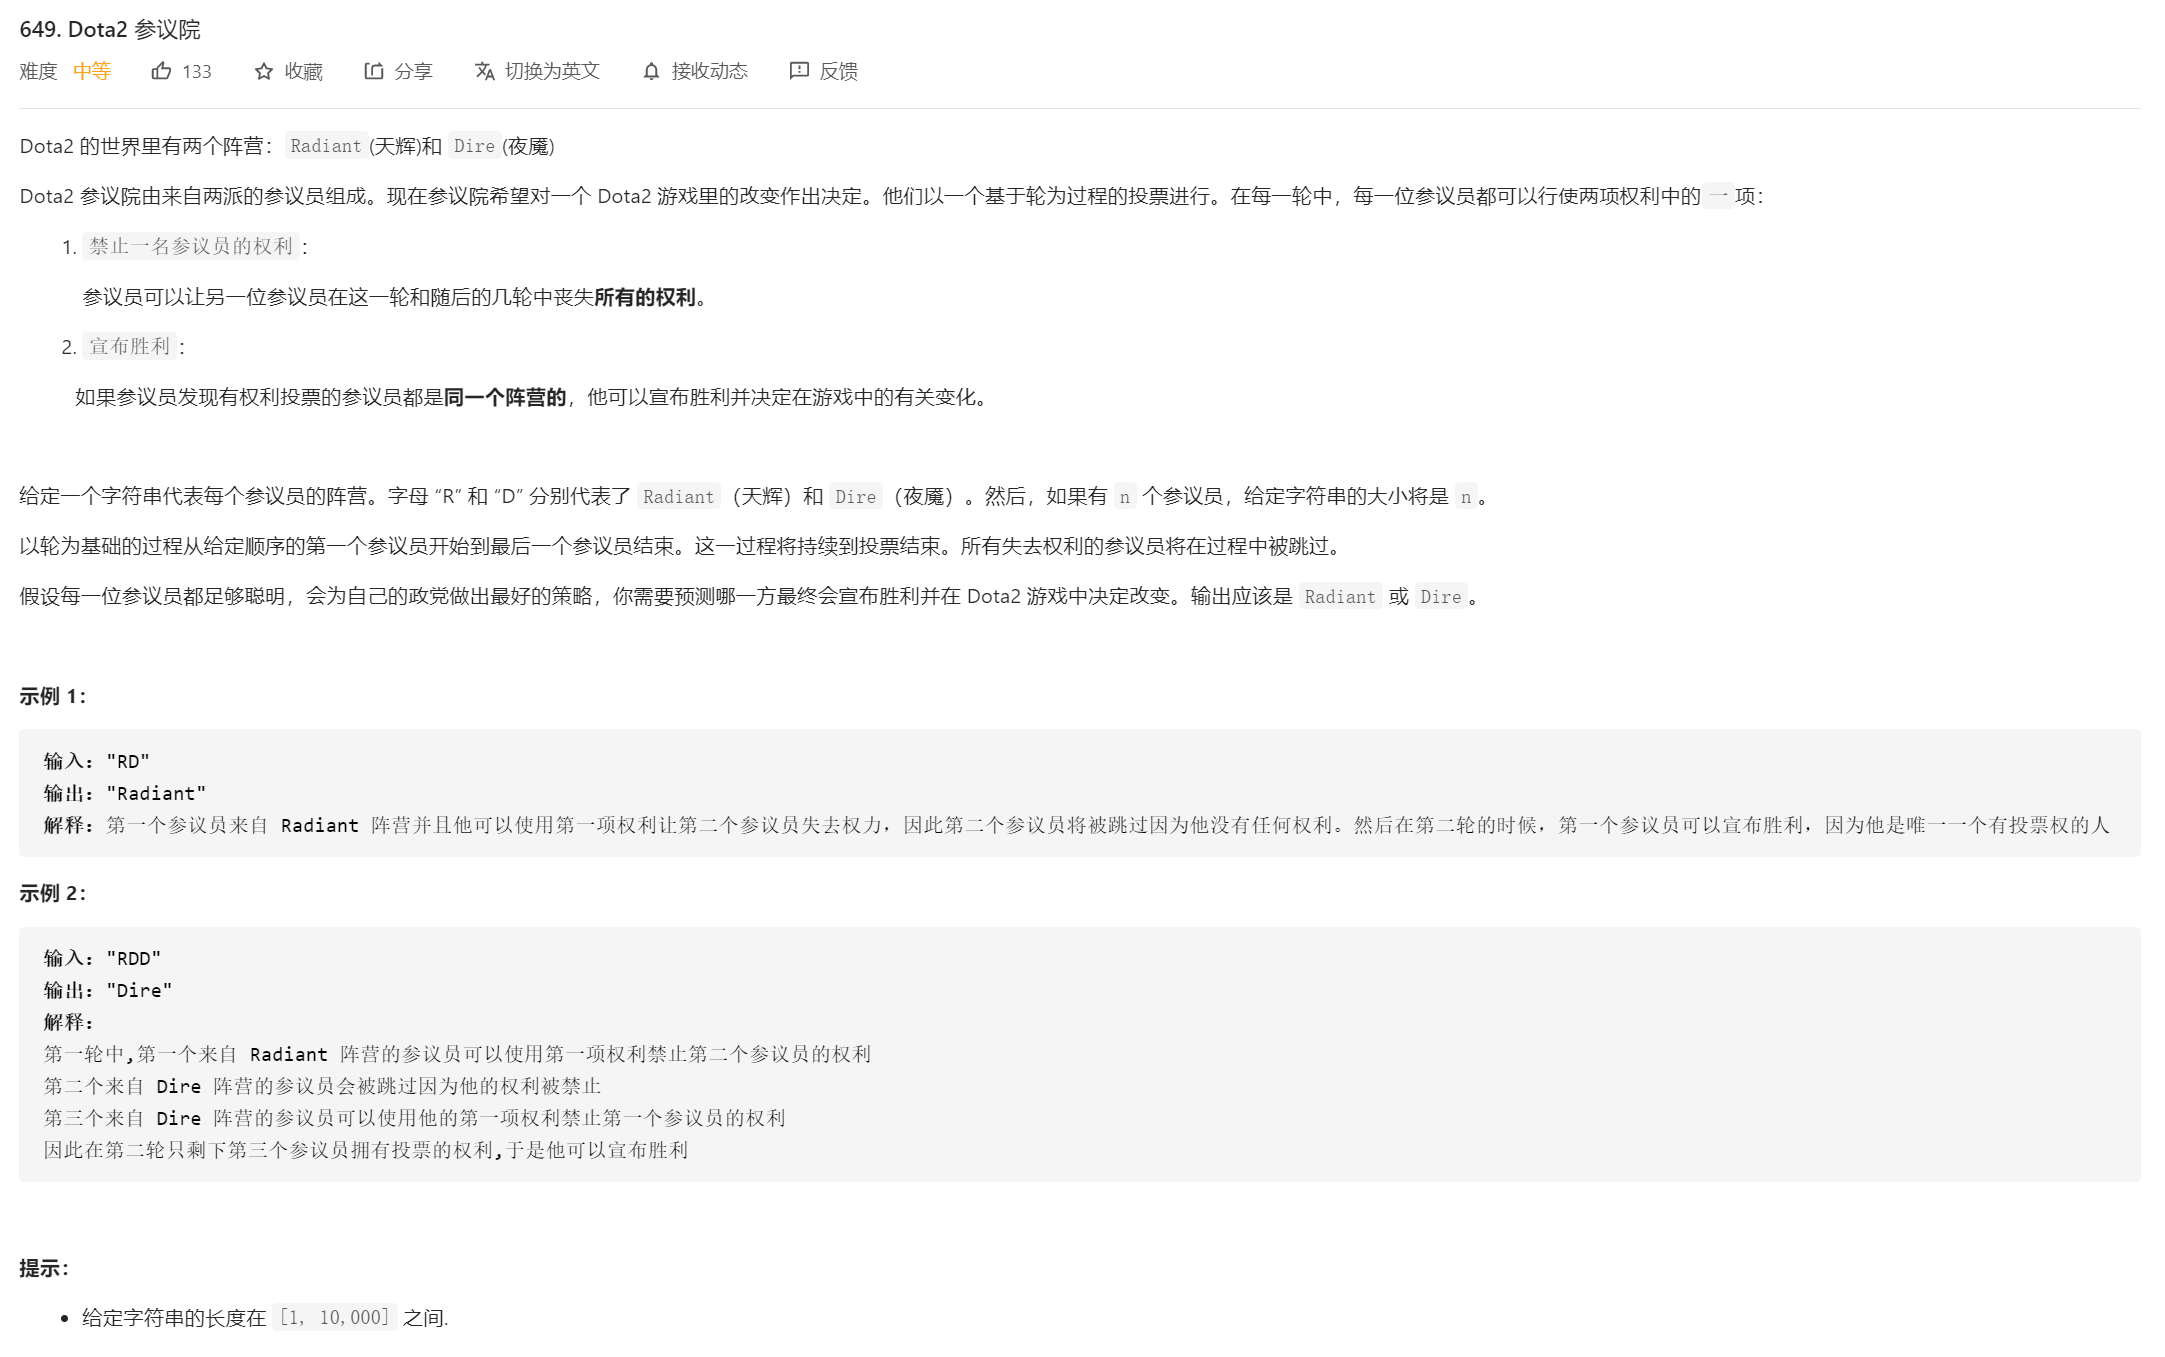 649. Dota2 参议院
难度 中等 133 收藏 分享 切换为英文 接收动态 反馈
Dota2 的世界里有两个阵营：Radiant(天辉)和 Dire(夜魇)
Dota2 参议院由来自两派的参议员组成。现在参议院希望对一个 Dota2 游戏里的改变作出决定。他们以一个基于轮为过程的投票进行。在每一轮中，每一位参议员都可以行使两项权利中的一项：
1. 禁止一名参议员的权利：
参议员可以让另一位参议员在这一轮和随后的几轮中丧失所有的权利。
2. 宣布胜利：
如果参议员发现有权利投票的参议员都是同一个阵营的，他可以宣布胜利并决定在游戏中的有关变化。
给定一个字符串代表每个参议员的阵营。字母 “R” 和 “D” 分别代表了 Radiant（天辉）和 Dire（夜魇）。然后，如果有 n 个参议员，给定字符串的大小将是 n。
以轮为基础的过程从给定顺序的第一个参议员开始到最后一个参议员结束。这一过程将持续到投票结束。所有失去权利的参议员将在过程中被跳过。
假设每一位参议员都足够聪明，会为自己的政党做出最好的策略，你需要预测哪一方最终会宣布胜利并在 Dota2 游戏中决定改变。输出应该是 Radiant 或 Dire。
示例 1：
输入："RD"
输出："Radiant"
解释：第一个参议员来自 Radiant 阵营并且他可以使用第一项权利让第二个参议员失去权力，因此第二个参议员将被跳过因为他没有任何权利。然后在第二轮的时候，第一个参议员可以宣布胜利，因为他是唯一一个有投票权的人
示例 2：
输入："RDD"
输出："Dire"
解释：
第一轮中,第一个来自 Radiant 阵营的参议员可以使用第一项权利禁止第二个参议员的权利
第二个来自 Dire 阵营的参议员会被跳过因为他的权利被禁止
第三个来自 Dire 阵营的参议员可以使用他的第一项权利禁止第一个参议员的权利
因此在第二轮只剩下第三个参议员拥有投票的权利,于是他可以宣布胜利
提示：
• 给定字符串的长度在 [1, 10,000] 之间.